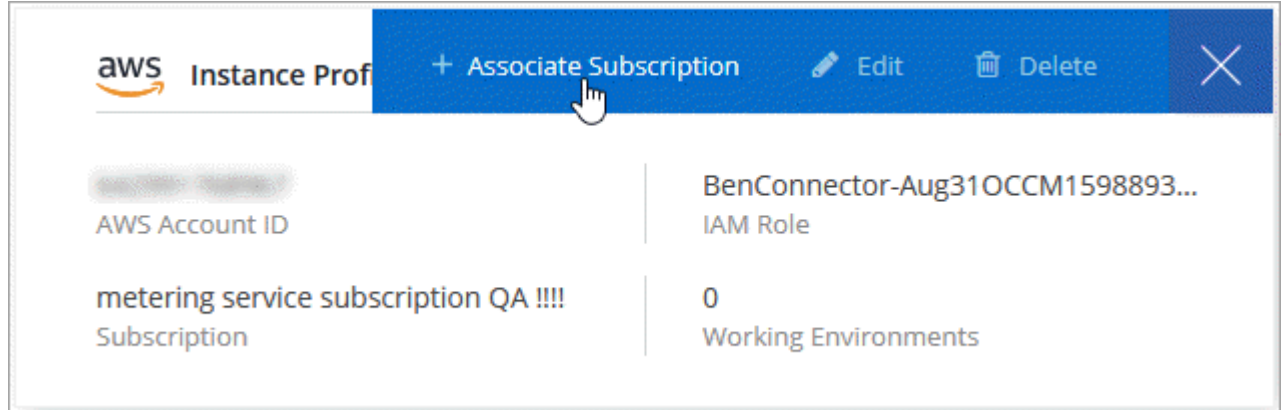 aws Instance Prof + Associate Subscription Edit Delete
BenConnector-Aug31OCCM1598893...
AWS Account ID IAM Role
metering service subscription QA !!!! 0
Subscription Working Environments